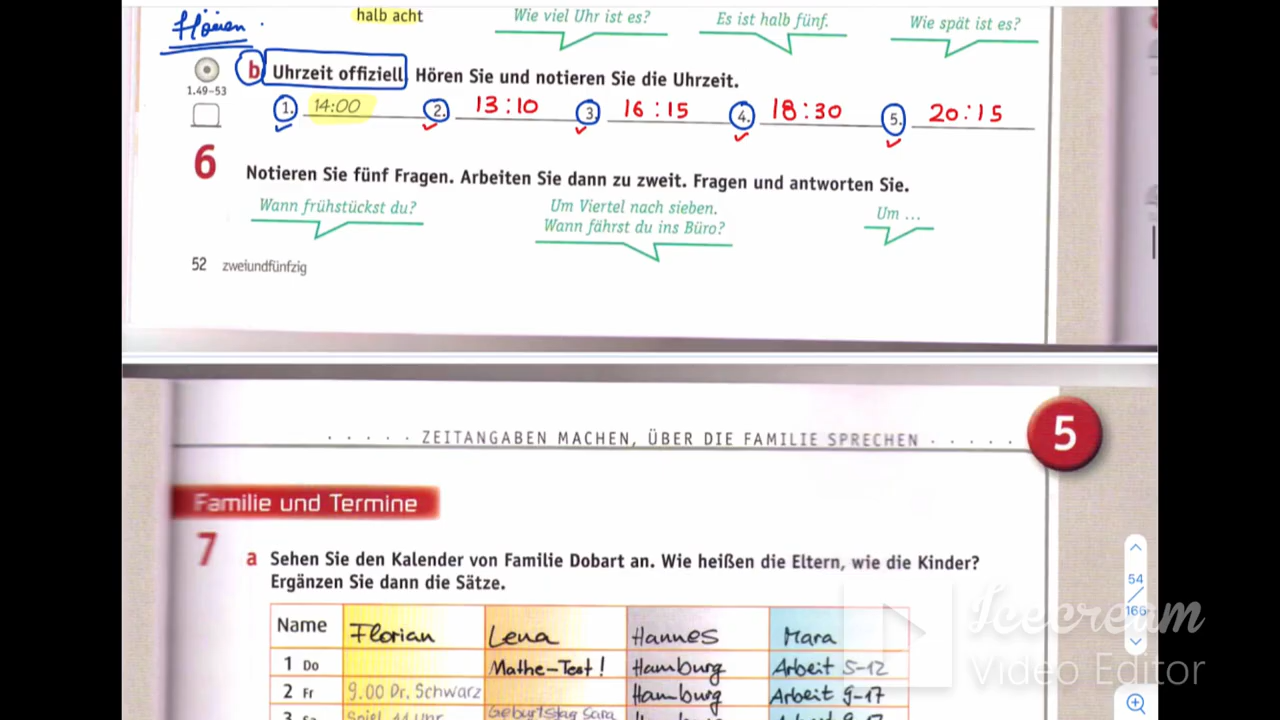 Hören
halb acht
Wie viel Uhr ist es?
Es ist halb fünf.
Wie spät ist es?
b Uhrzeit offiziell Hören Sie und notieren Sie die Uhrzeit.
1.49–53
1. 14:00 2. 13:10 3. 16:15 4. 18:30 5. 20:15
6 Notieren Sie fünf Fragen. Arbeiten Sie dann zu zweit. Fragen und antworten Sie.
Wann frühstückst du?
Um Viertel nach sieben.
Wann fährst du ins Büro?
Um ...
52 zweiundfünfzig
ZEITANGABEN MACHEN, ÜBER DIE FAMILIE SPRECHEN
5
Familie und Termine
7 a Sehen Sie den Kalender von Familie Dobart an. Wie heißen die Eltern, wie die Kinder?
Ergänzen Sie dann die Sätze.
Name Florian Lena Hannes Mara
1 Do Mathe-Test! Hamburg Arbeit 5-12
2 Fr 9.00 Dr. Schwarz Hamburg Arbeit 9-17
Geburtstag Sara
54
166
Icecream
Video Editor